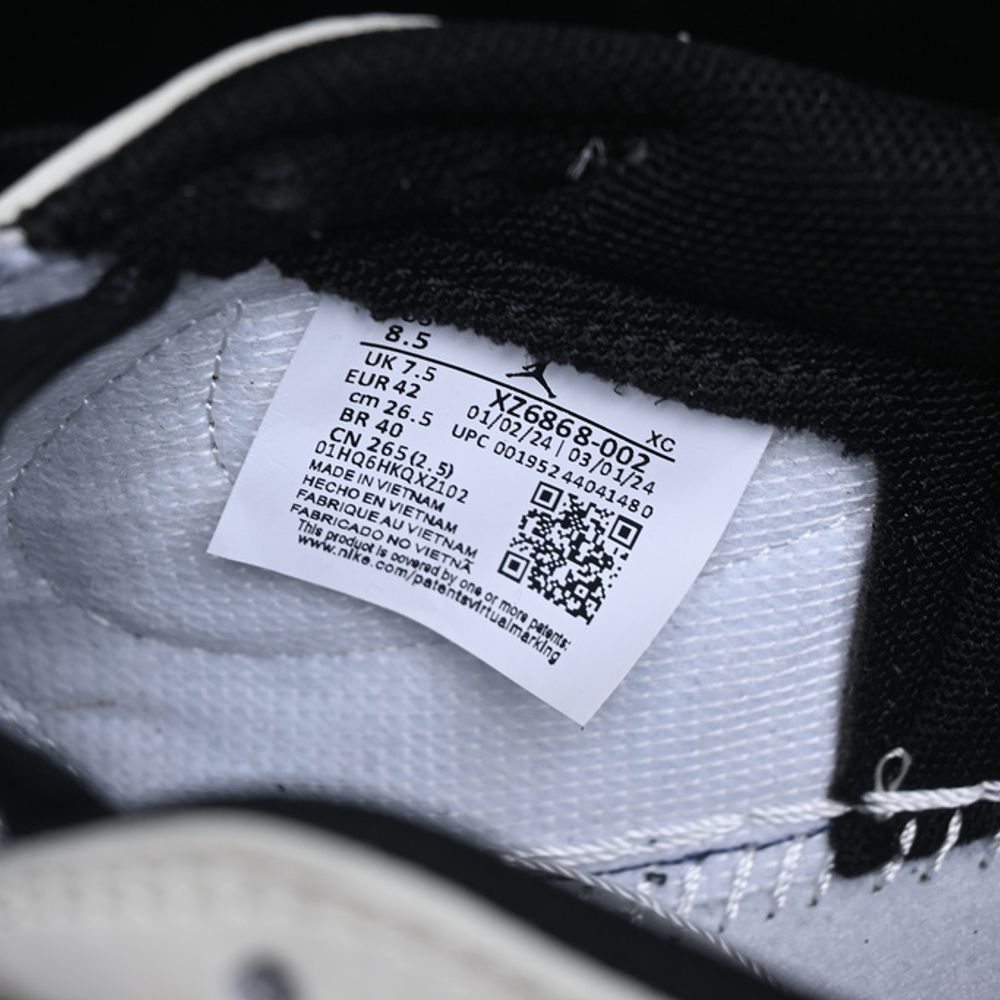 8.5
UK 7.5
EUR 42
cm 26.5
BR 40
CN 265(2.5)
01HQ6HKQXZ102
MADE IN VIETNAM
HECHO EN VIETNAM
FABRIQUE AU VIETNAM
FABRICADO NO VIETNÃ
This product is covered by one or more patents:
www.nike.com/patentsvirtualmarking
XC
XZ6868-002
01/02/24 | 03/01/24
UPC 00195244041480